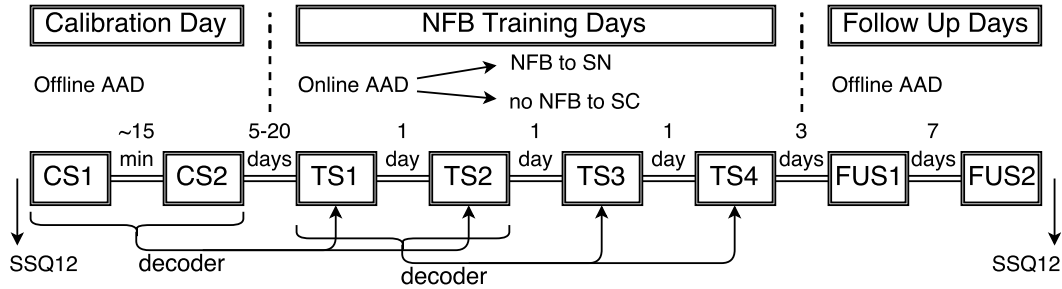 Calibration Day
NFB Training Days
Follow Up Days
Offline AAD
Online AAD
NFB to SN
no NFB to SC
Offline AAD
~15
min
5-20
days
1
day
1
day
1
day
3
days
7
days
CS1
CS2
TS1
TS2
TS3
TS4
FUS1
FUS2
SSQ12
decoder
decoder
SSQ12